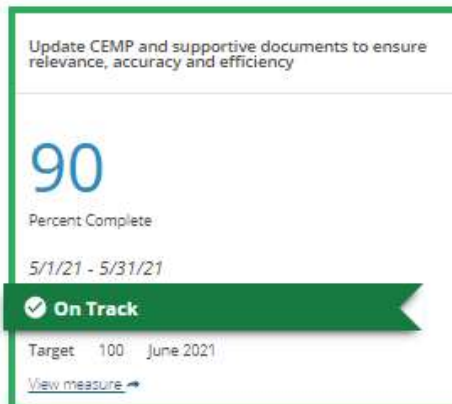 Update CEMP and supportive documents to ensure
relevance, accuracy and efficiency
90
Percent Complete
5/1/21 - 5/31/21
On Track
Target 100 June 2021
View measure